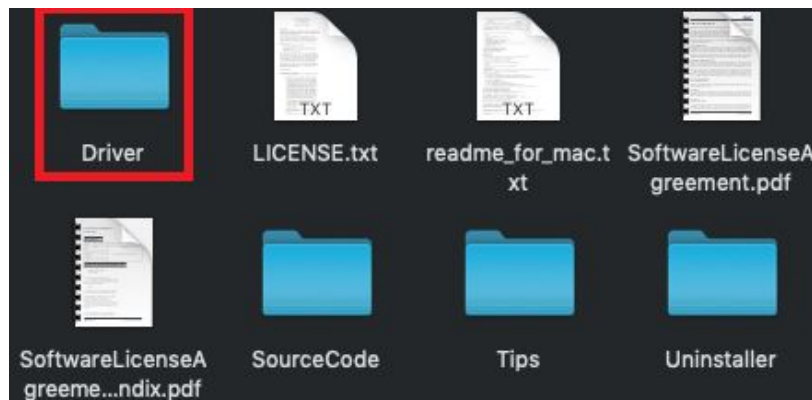 TXT
TXT
Driver
LICENSE.txt
readme_for_mac.t
xt
SoftwareLicenseA
greement.pdf
SoftwareLicenseA
greeme...ndix.pdf
SourceCode
Tips
Uninstaller